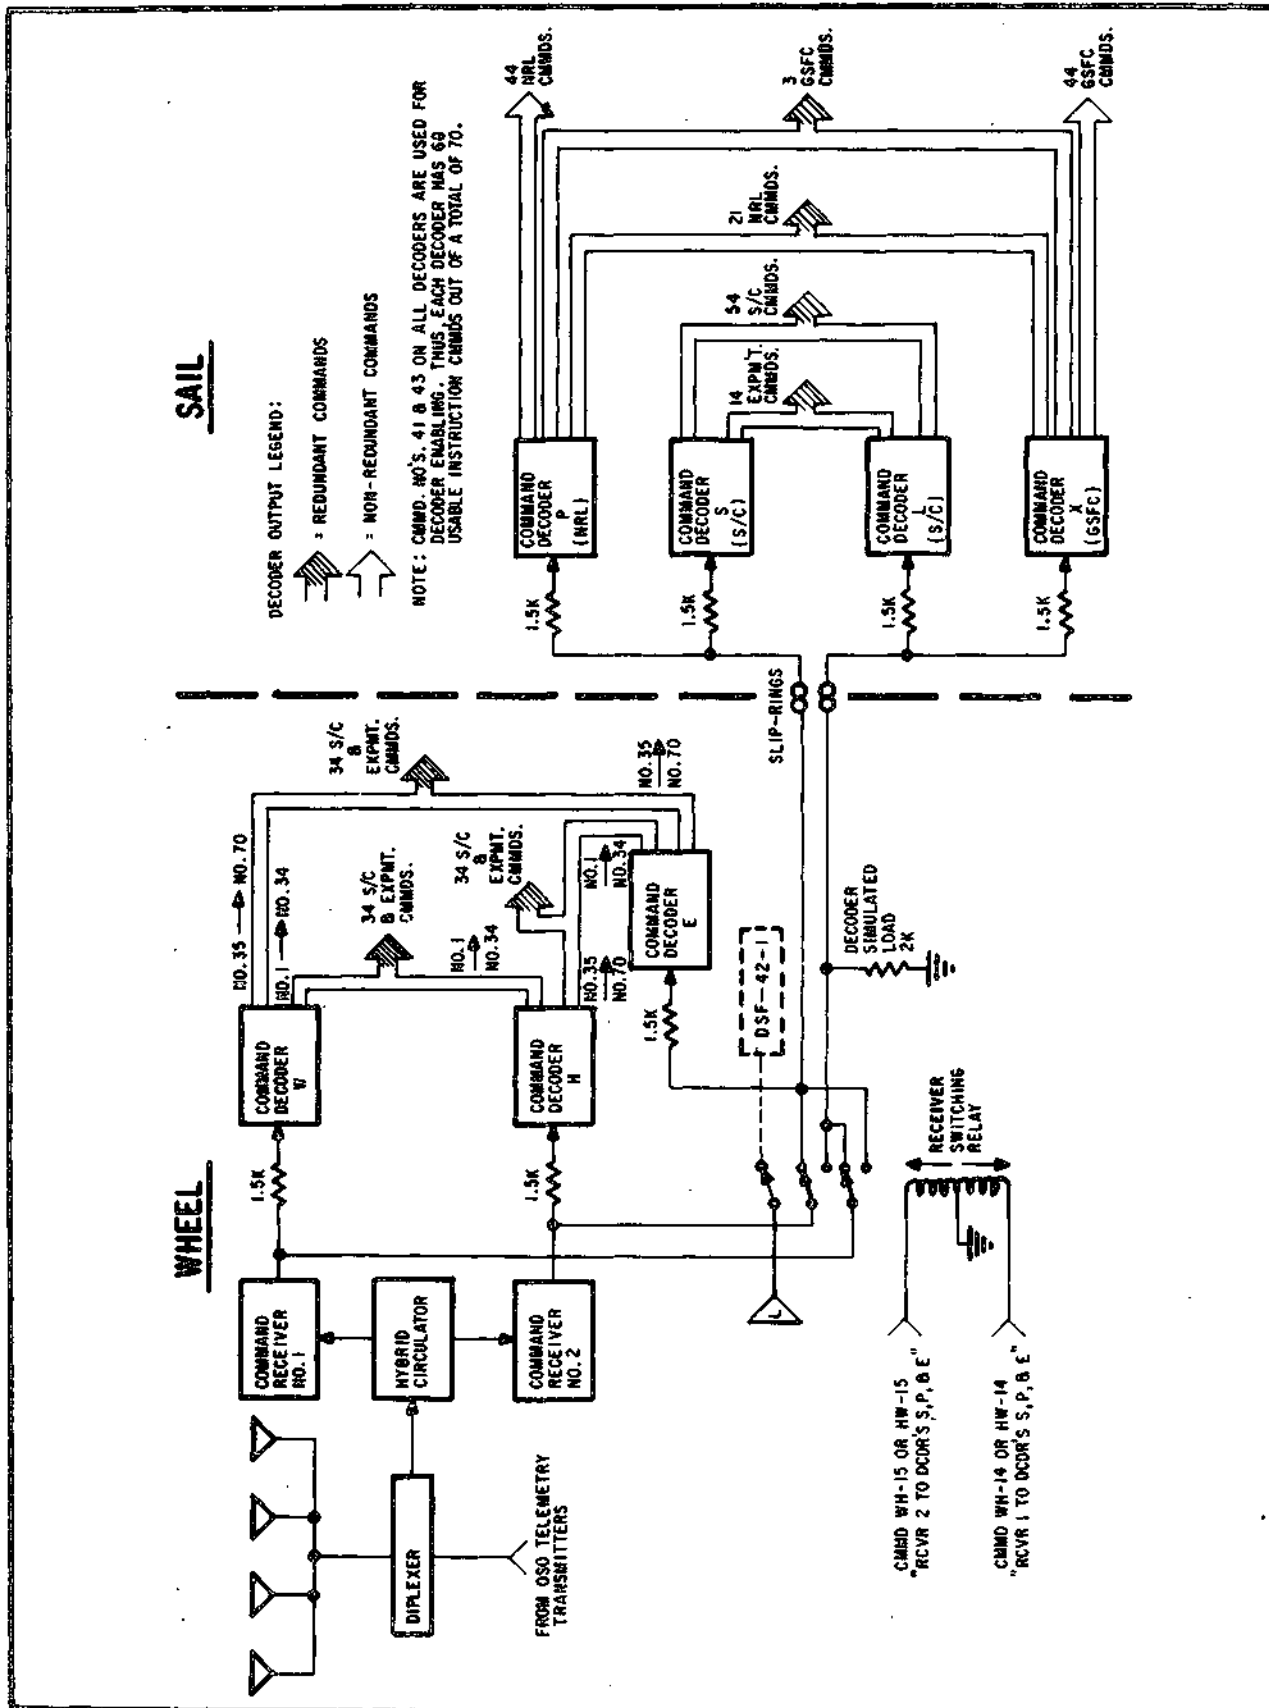 WHEEL
SAIL
DECODER OUTPUT LEGEND:
= REDUNDANT COMMANDS
= NON-REDUNDANT COMMANDS
NOTE: CMMD. NO'S. 41 & 43 ON ALL DECODERS ARE USED FOR
DECODER ENABLING. THUS, EACH DECODER HAS 68
USABLE INSTRUCTION CMMDS OUT OF A TOTAL OF 70.
COMMAND
RECEIVER
NO. 1
HYBRID
CIRCULATOR
COMMAND
RECEIVER
NO. 2
DIPLEXER
FROM OSO TELEMETRY
TRANSMITTERS
1.5K
1.5K
COMMAND
DECODER
W
COMMAND
DECODER
H
NO. 35 NO. 70
NO. 1 NO. 34
34 S/C
& EXPMT.
CMMDS.
NO. 1
NO. 34
34 S/C
&
EXPMT.
CMMDS.
34 S/C
&
EXPMT.
CMMDS.
NO. 35
NO. 70
NO. 1
NO. 34
NO. 35
NO. 70
1.5K
COMMAND
DECODER
E
DSF-42-1
L
DECODER
SIMULATED
LOAD
2K
SLIP-RINGS
RECEIVER
SWITCHING
RELAY
CMMD WH-15 OR HW-15
"RCVR 2 TO DCDR'S S, P, & E"
CMMD WH-14 OR HW-14
"RCVR 1 TO DCDR'S S, P, & E"
1.5K
1.5K
1.5K
1.5K
COMMAND
DECODER
P
(NRL)
COMMAND
DECODER
S
(S/C)
COMMAND
DECODER
L
(S/C)
COMMAND
DECODER
X
(GSFC)
44
NRL
CMMDS.
14
EXPM'T.
CMMDS.
54
S/C
CMMDS.
21
NRL
CMMDS.
3
GSFC
CMMDS.
44
GSFC
CMMDS.